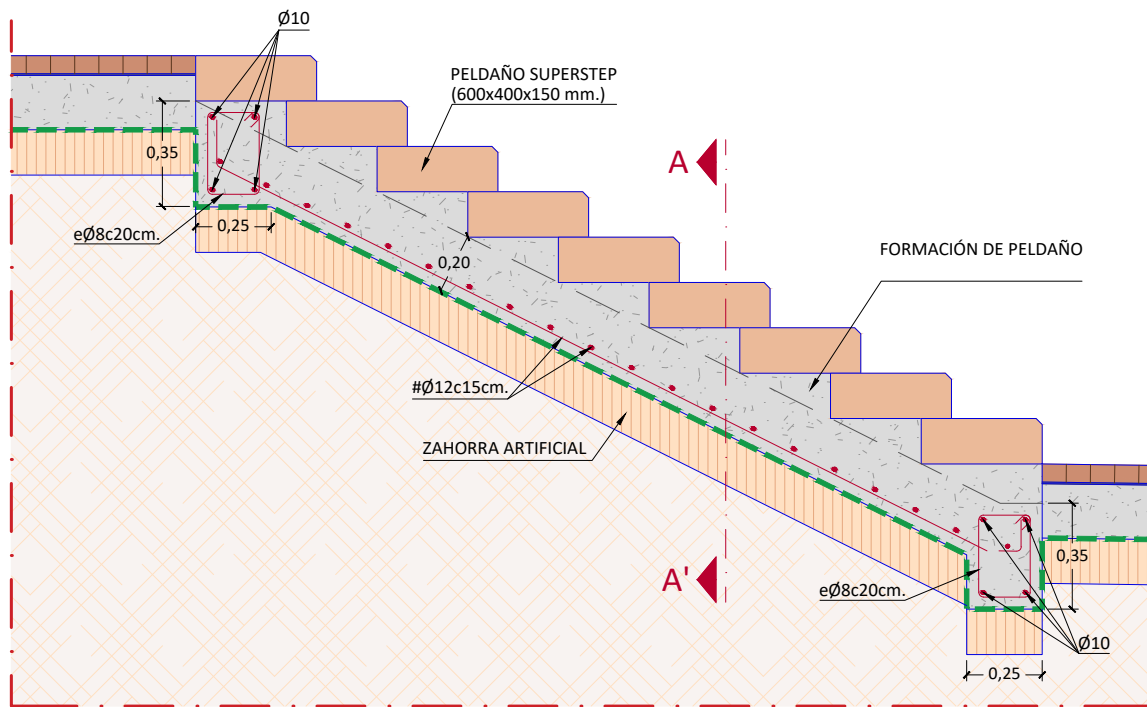 Ø10
PELDAÑO SUPERSTEP
(600x400x150 mm.)
A
0,35
eØ8c20cm.
0,25
0,20
FORMACIÓN DE PELDAÑO
#Ø12c15cm.
ZAHORRA ARTIFICIAL
0,35
A'
eØ8c20cm.
Ø10
0,25